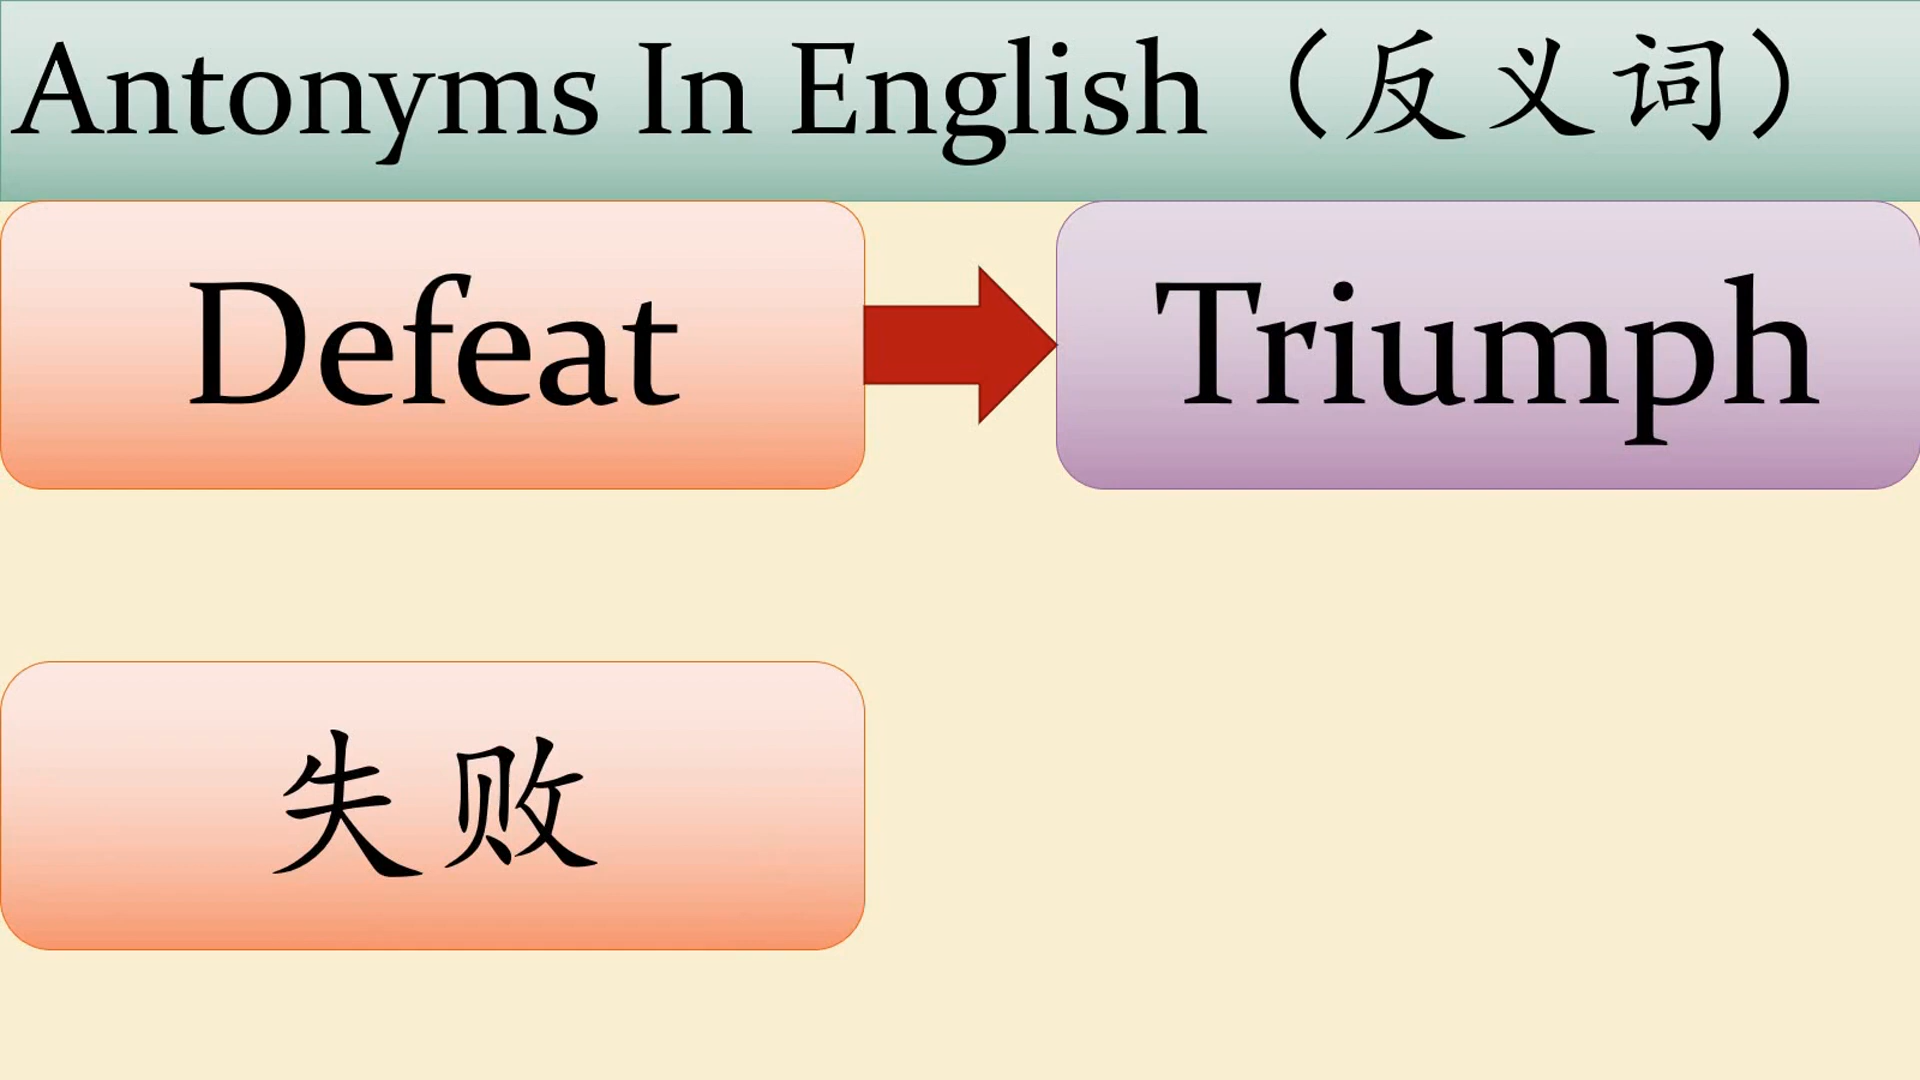 Antonyms In English（反义词）
Defeat
Triumph
失败